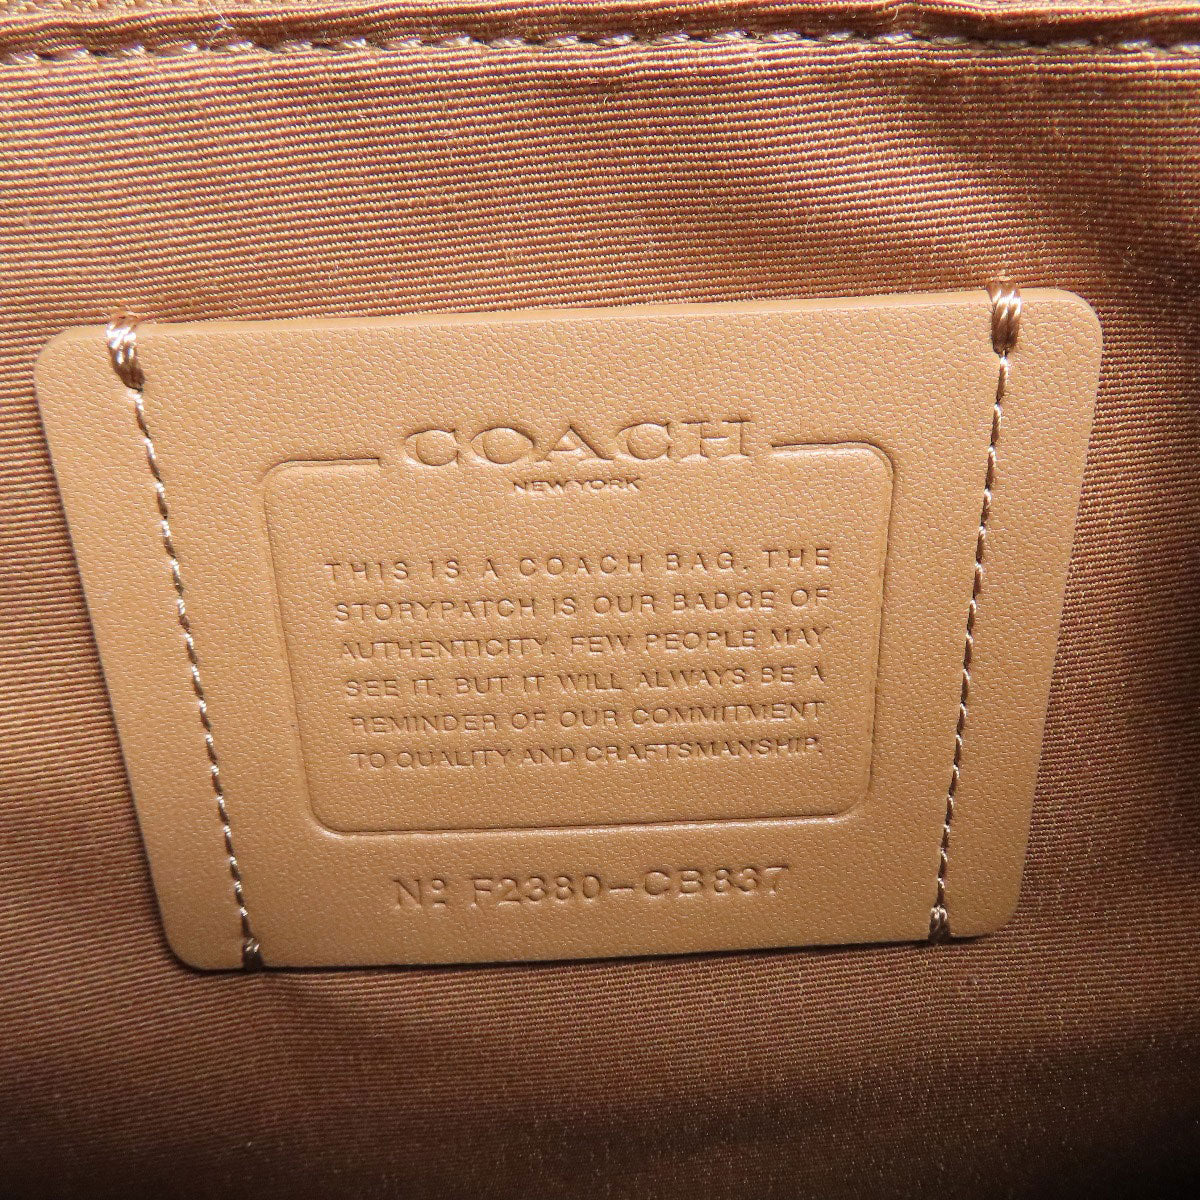 COACH
NEW YORK
THIS IS A COACH BAG. THE
STORYPATCH IS OUR BADGE OF
AUTHENTICITY. FEW PEOPLE MAY
SEE IT, BUT IT WILL ALWAYS BE A
REMINDER OF OUR COMMITMENT
TO QUALITY AND CRAFTSMANSHIP.
Nº F2380-CB837